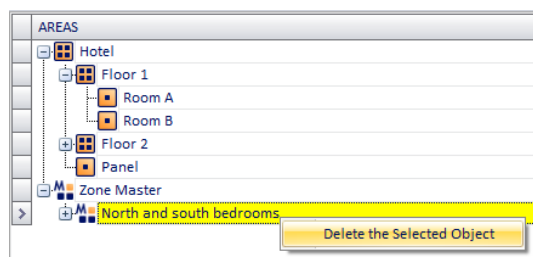 AREAS
Hotel
Floor 1
Room A
Room B
Floor 2
Panel
Zone Master
North and south bedrooms
Delete the Selected Object